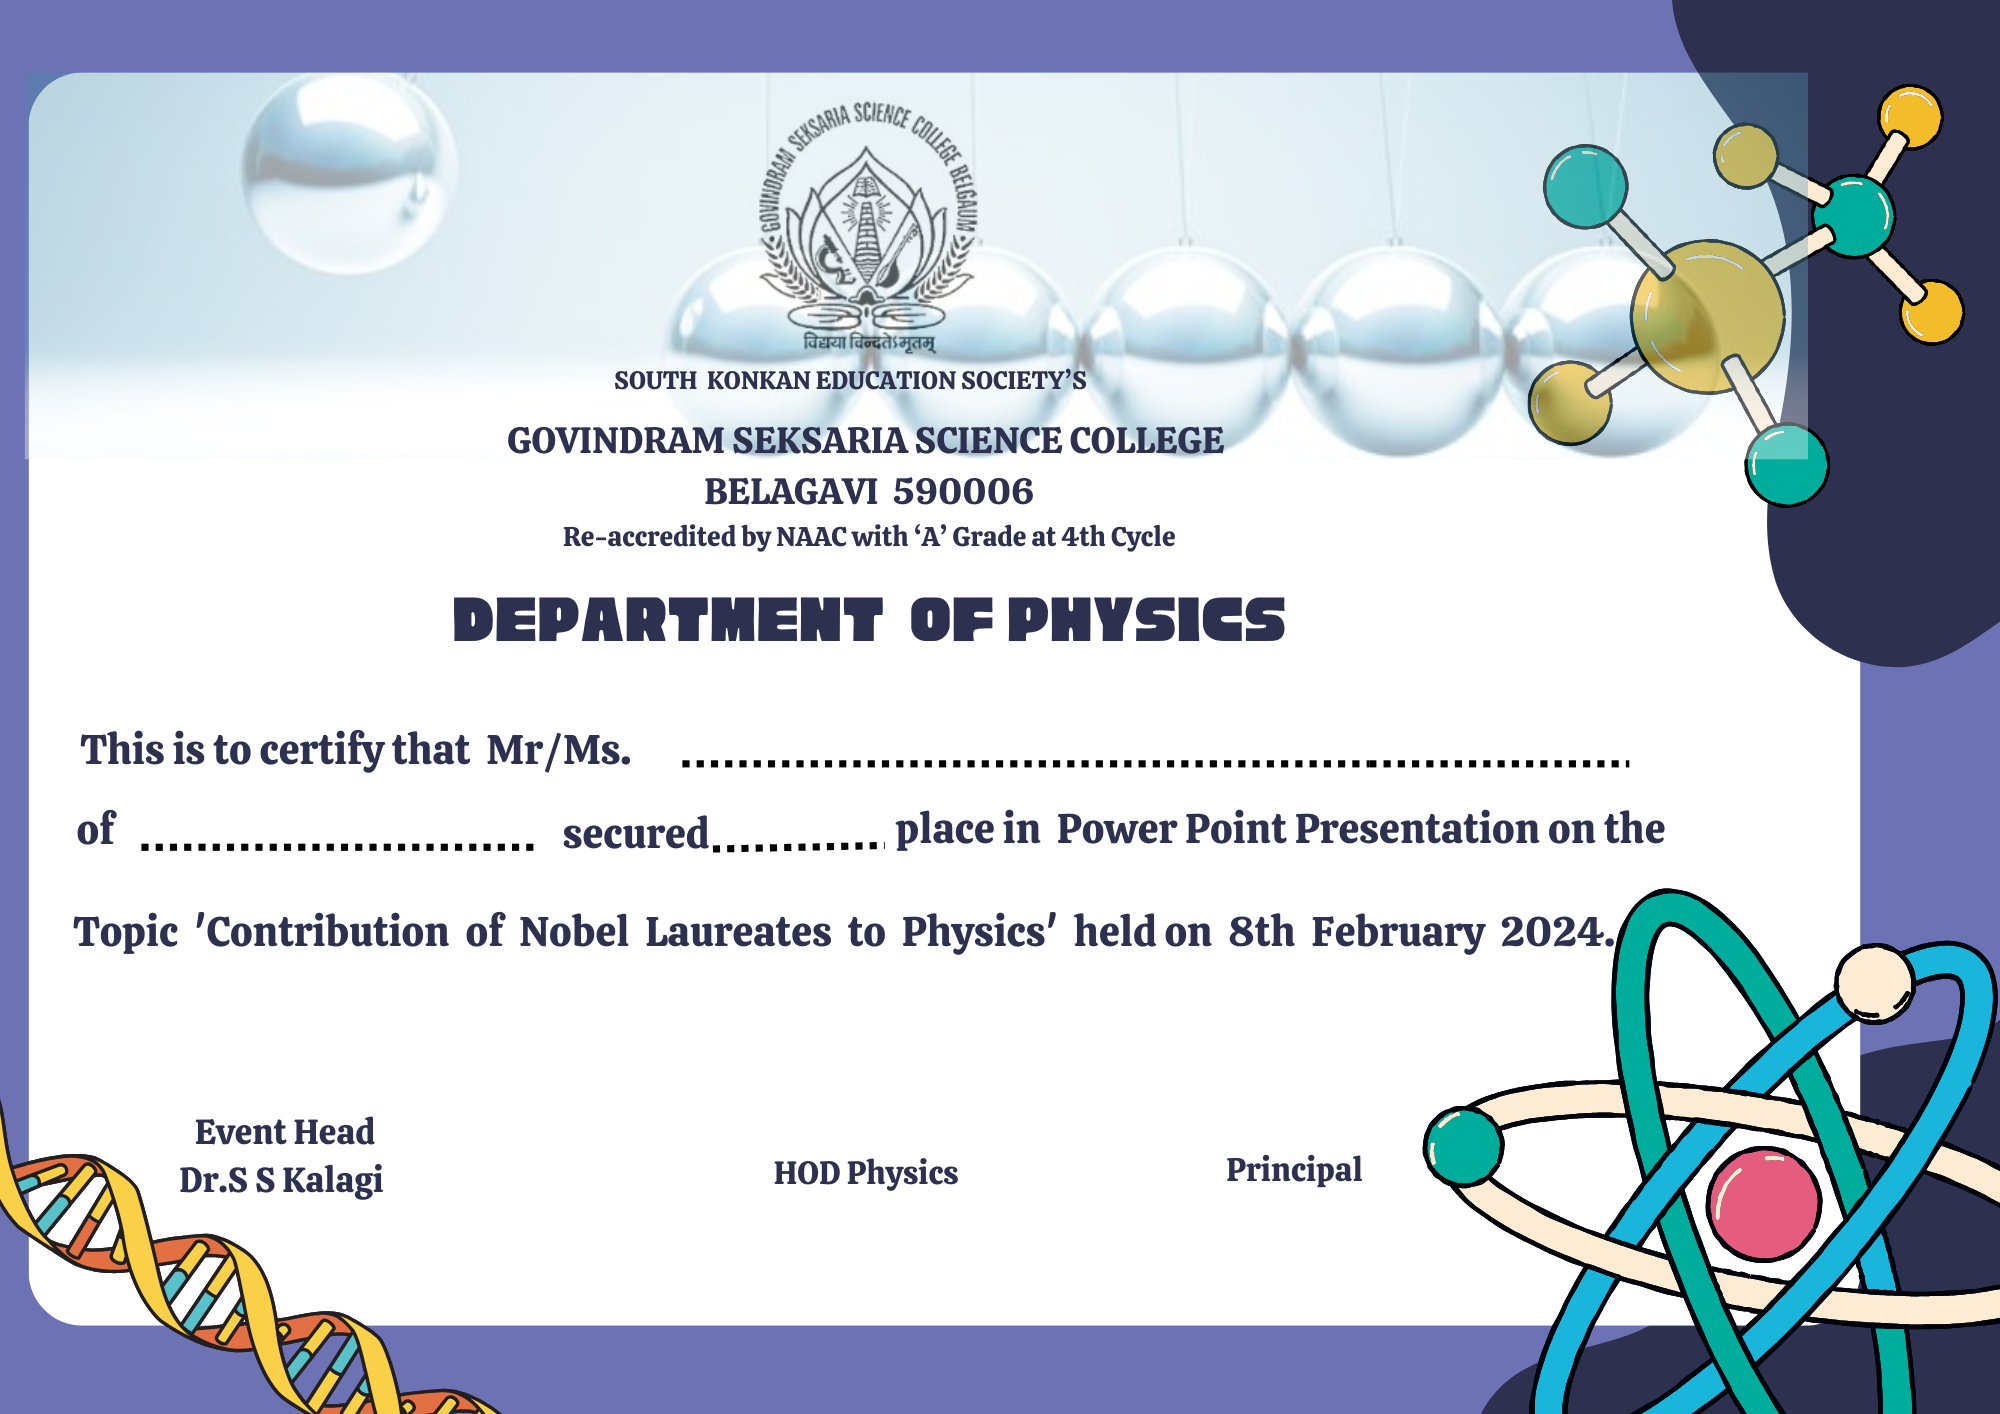 GOVINDRAM SEKSARIA SCIENCE COLLEGE BELGAUM
विद्यया विन्दतेऽमृतम्
SOUTH KONKAN EDUCATION SOCIETY’S
GOVINDRAM SEKSARIA SCIENCE COLLEGE
BELAGAVI 590006
Re-accredited by NAAC with ‘A’ Grade at 4th Cycle
DEPARTMENT OF PHYSICS
This is to certify that Mr/Ms.
of secured place in Power Point Presentation on the
Topic 'Contribution of Nobel Laureates to Physics' held on 8th February 2024.
Event Head
Dr.S S Kalagi
HOD Physics
Principal